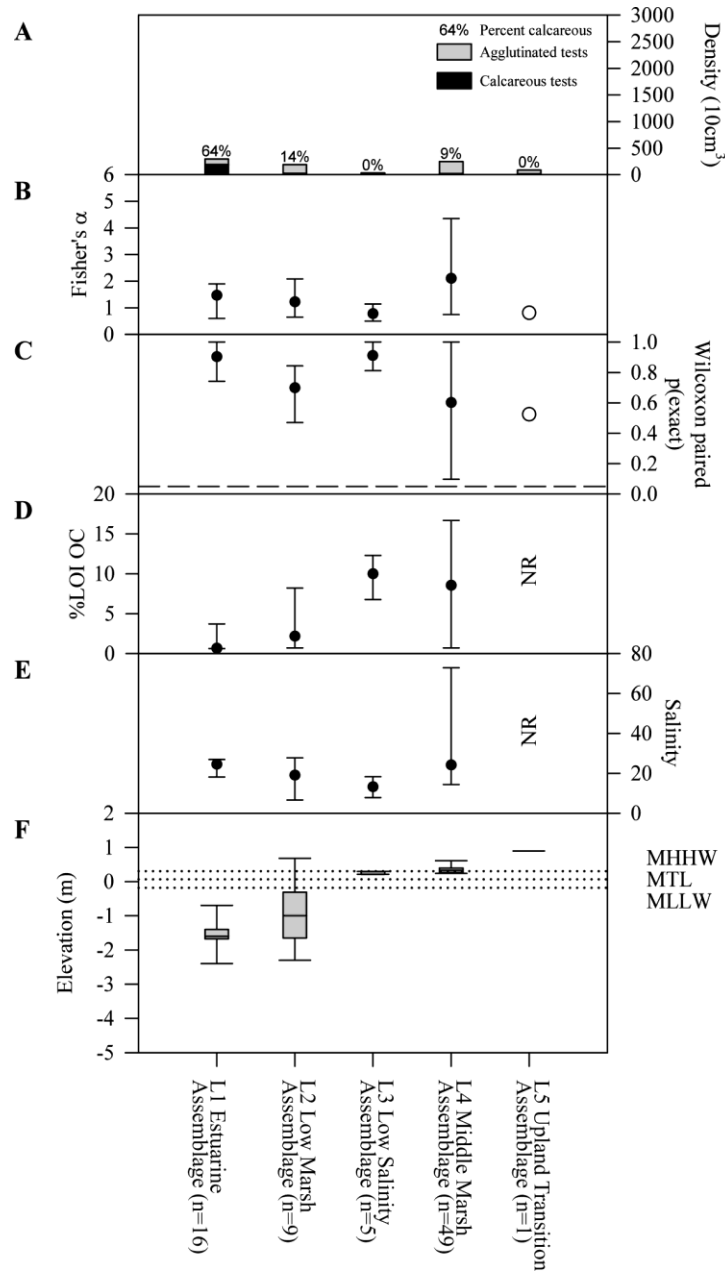 A
64% Percent calcareous
Agglutinated tests
Calcareous tests
64%
14%
0%
9%
0%
3000
2500
2000
1500
1000
500
0
Density (10cm³)
B
6
5
4
3
2
1
0
Fisher's α
C
1.0
0.8
0.6
0.4
0.2
0.0
Wilcoxon paired
p(exact)
D
20
15
10
5
0
%LOI OC
NR
E
80
60
40
20
0
Salinity
NR
F
2
1
0
-1
-2
-3
-4
-5
Elevation (m)
MHHW
MTL
MLLW
L1 Estuarine
Assemblage (n=16)
L2 Low Marsh
Assemblage (n=9)
L3 Low Salinity
Assemblage (n=5)
L4 Middle Marsh
Assemblage (n=49)
L5 Upland Transition
Assemblage (n=1)